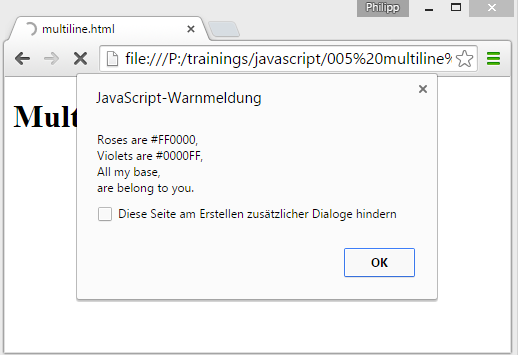 Philipp
multiline.html
file:///P:/trainings/javascript/005%20multiline%
Mult
JavaScript-Warnmeldung
Roses are #FF0000,
Violets are #0000FF,
All my base,
are belong to you.
Diese Seite am Erstellen zusätzlicher Dialoge hindern
OK